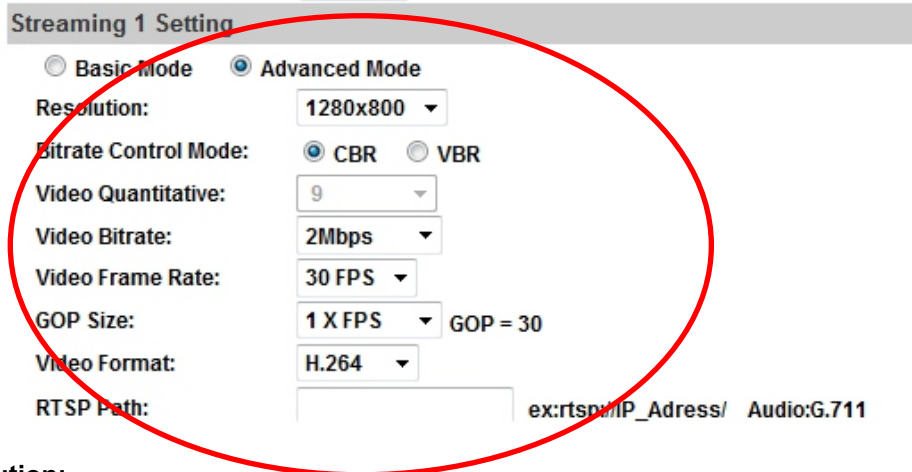 Streaming 1 Setting
Basic Mode Advanced Mode
Resolution: 1280x800
Bitrate Control Mode: CBR VBR
Video Quantitative: 9
Video Bitrate: 2Mbps
Video Frame Rate: 30 FPS
GOP Size: 1 X FPS GOP = 30
Video Format: H.264
RTSP Path: ex:rtsp://IP_Adress/ Audio:G.711